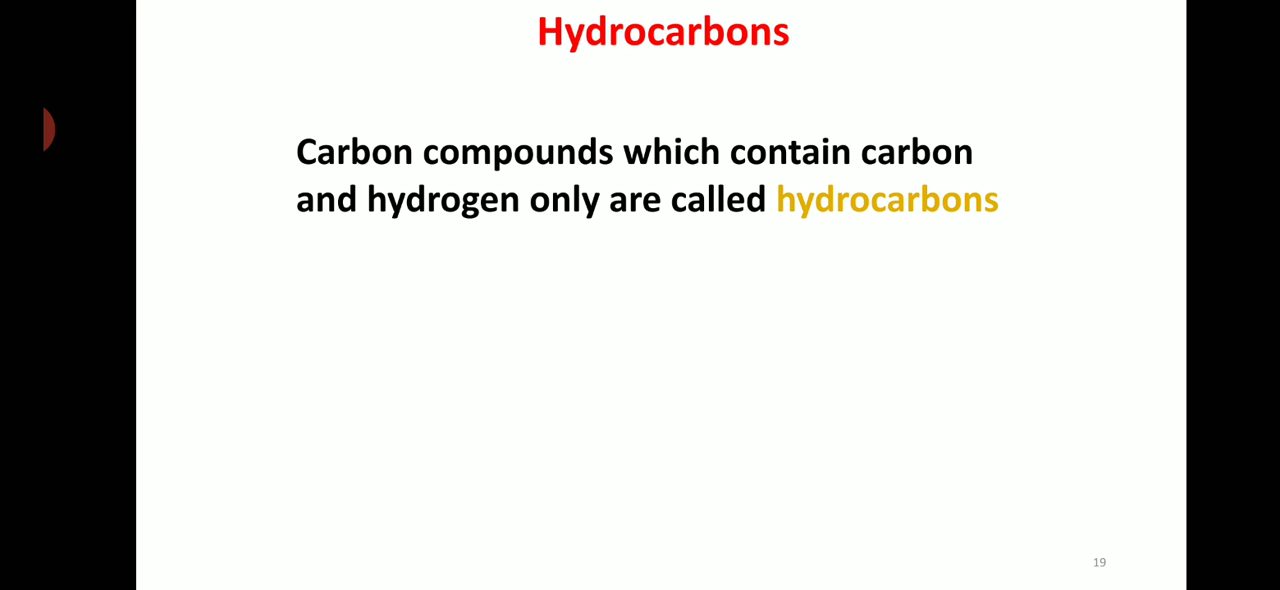 Hydrocarbons
Carbon compounds which contain carbon
and hydrogen only are called hydrocarbons
19